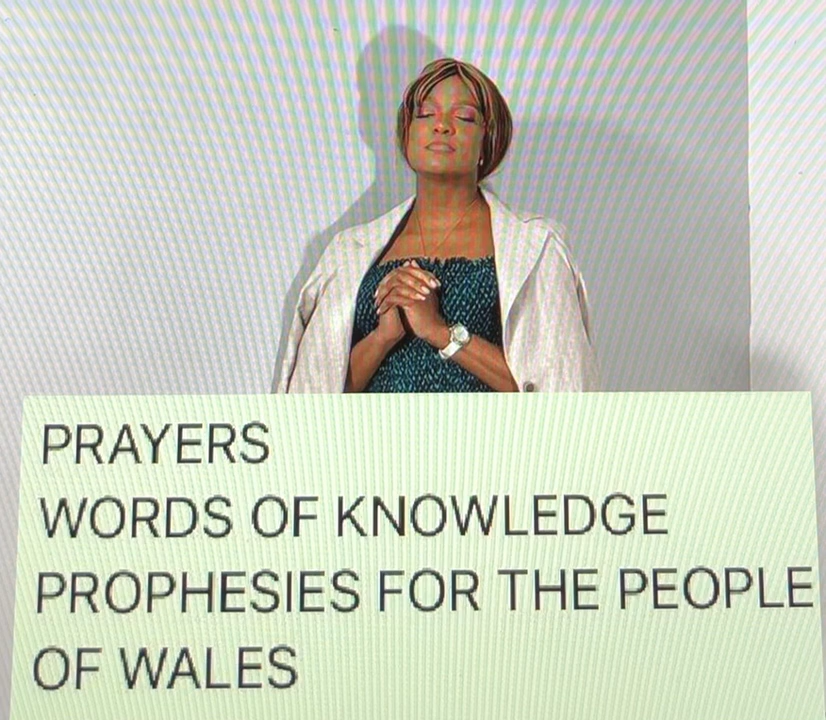 PRAYERS
WORDS OF KNOWLEDGE
PROPHESIES FOR THE PEOPLE
OF WALES